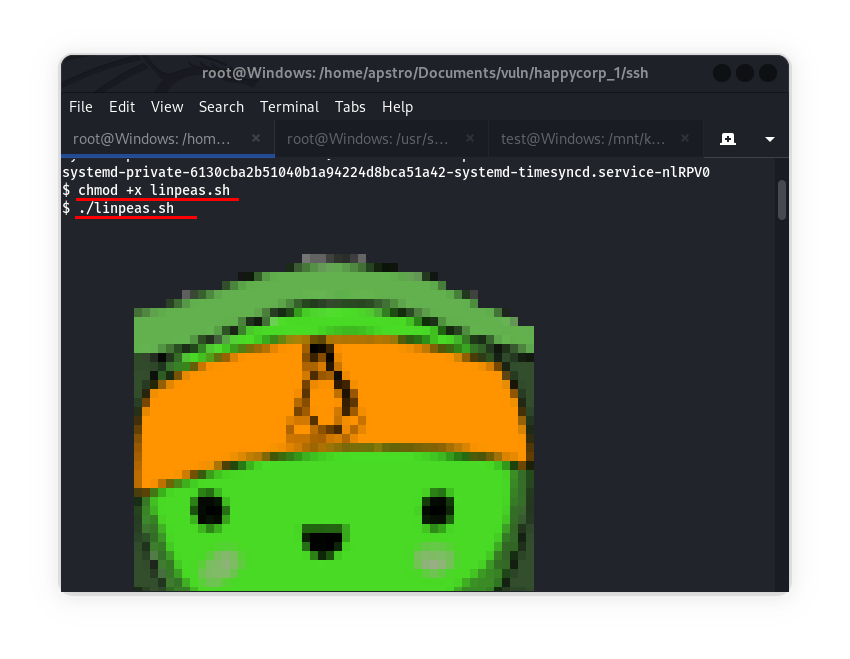 root@Windows: /home/apstro/Documents/vuln/happycorp_1/ssh
File Edit View Search Terminal Tabs Help
root@Windows: /hom… × root@Windows: /usr/s… × test@Windows: /mnt/k… ×
systemd-private-6130cba2b51040b1a94224d8bca51a42-systemd-timesyncd.service-nlRPV0
$ chmod +x linpeas.sh
$ ./linpeas.sh